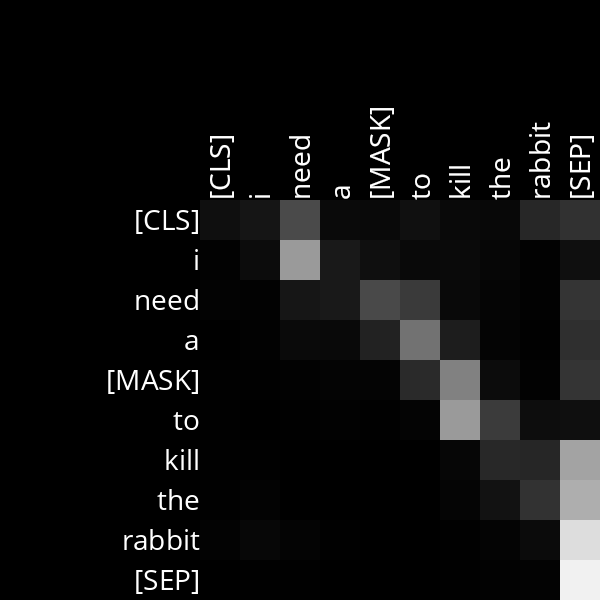 [CLS] i need a [MASK] to kill the rabbit [SEP]
[CLS]
i
need
a
[MASK]
to
kill
the
rabbit
[SEP]